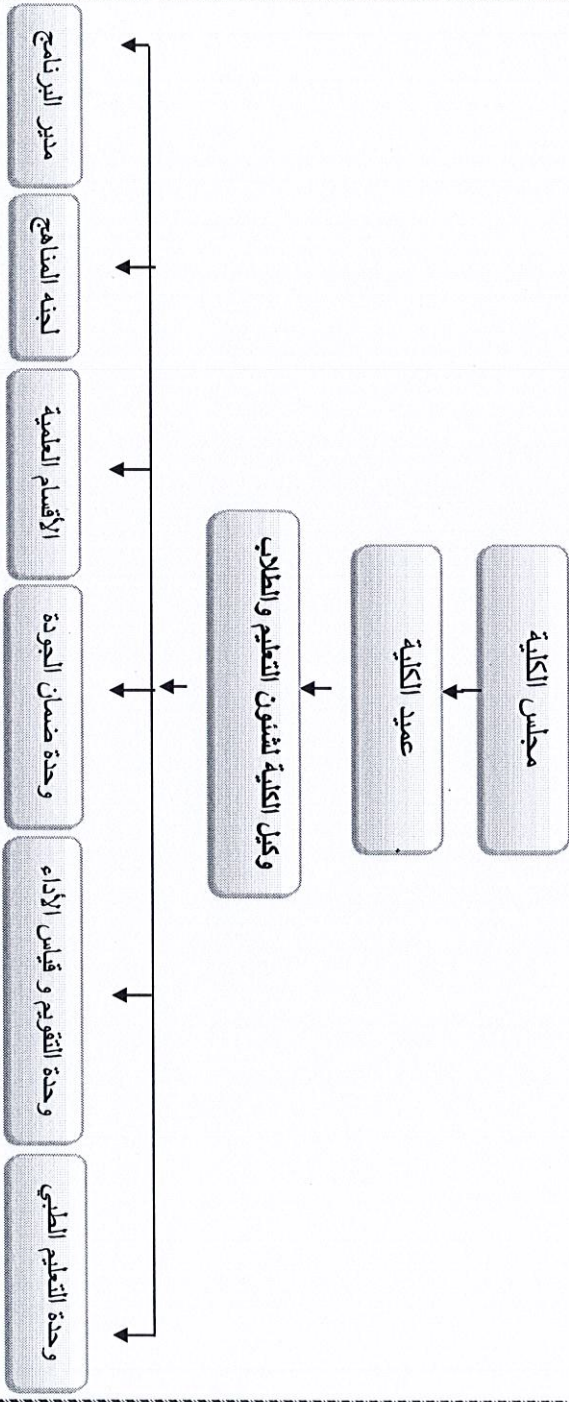 مجلس الكلية
عميد الكلية
وكيل الكلية لشئون التعليم والطلاب
مدير البرنامج
لجنه المناهج
الأقسام العلمية
وحدة ضمان الجودة
وحدة التقويم و قياس الأداء
وحدة التعليم الطبي